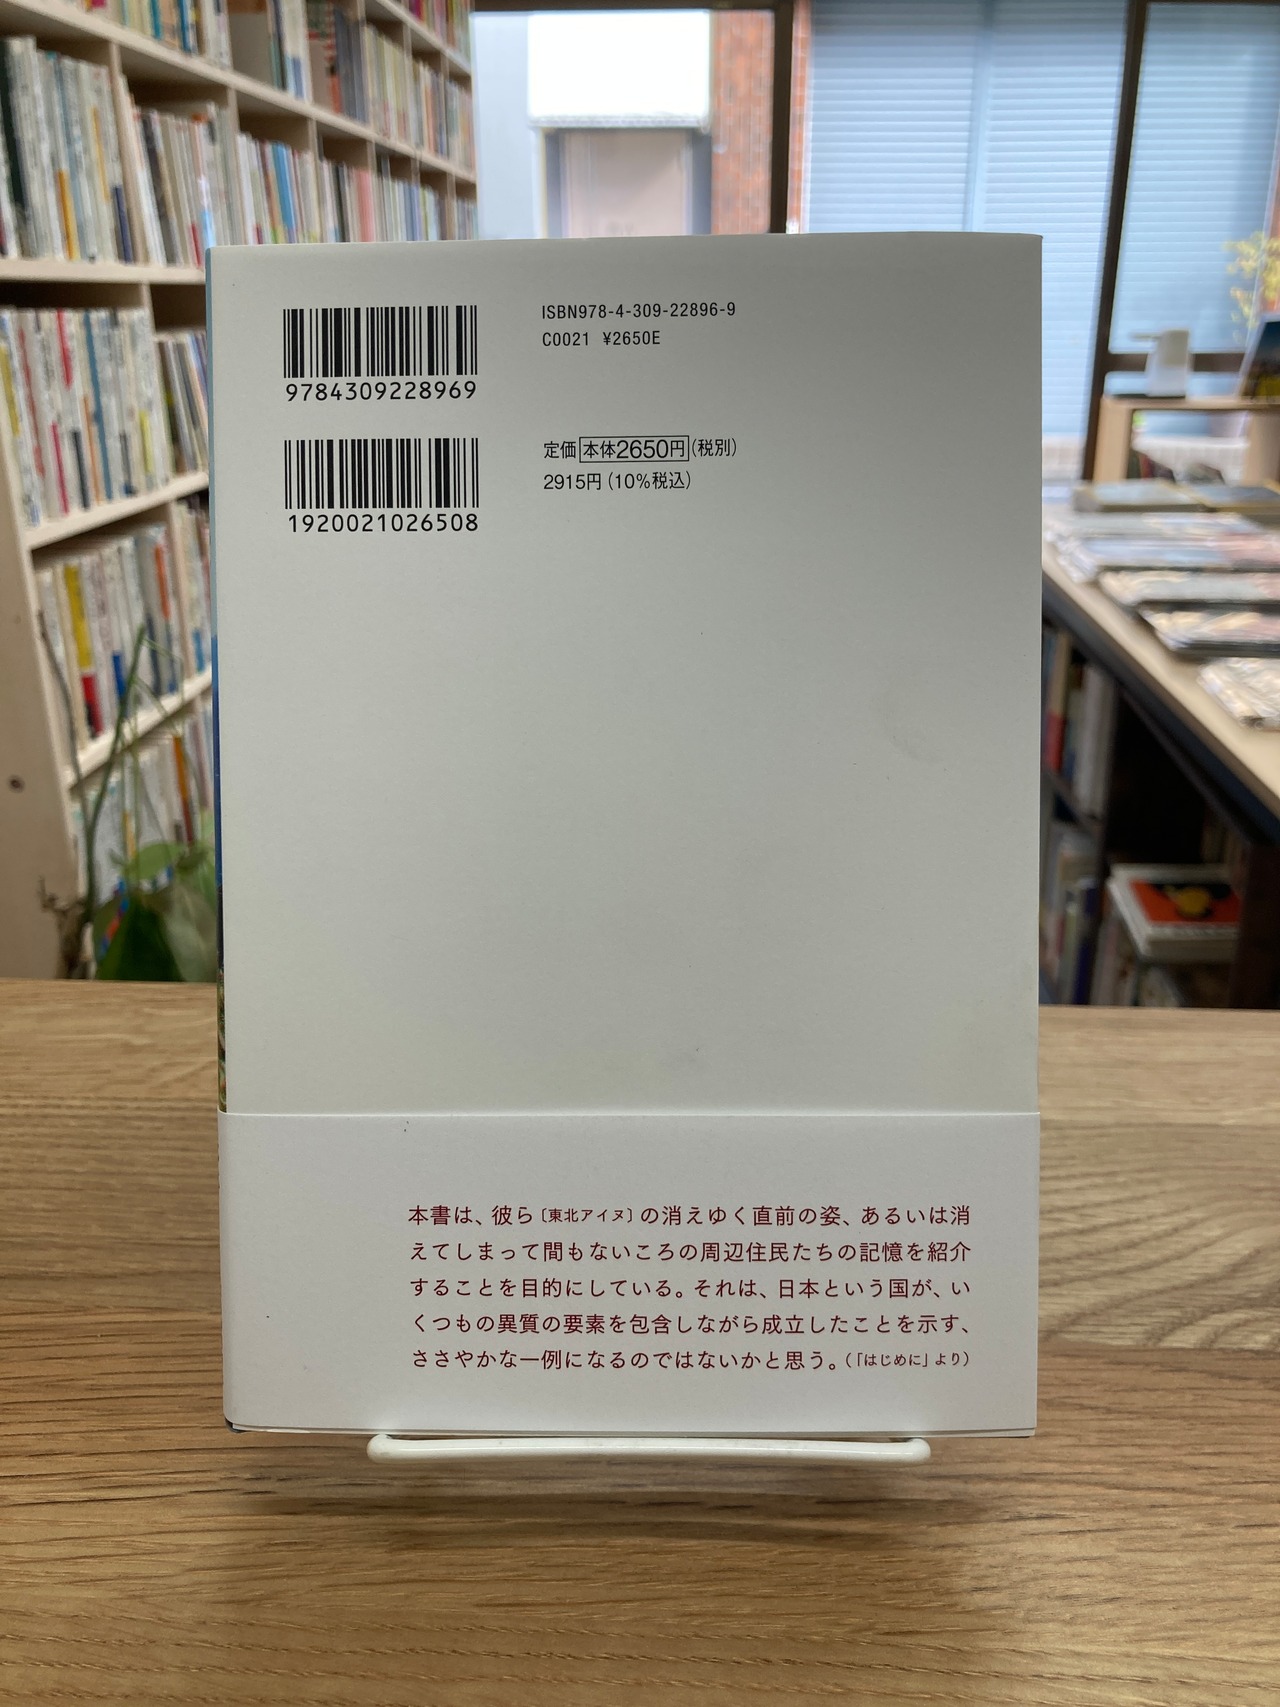 ISBN978-4-309-22896-9
C0021 ¥2650E
9784309228969
定価 本体2650円(税別)
2915円(10%税込)
1920021026508
本書は、彼ら〔東北アイヌ〕の消えゆく直前の姿、あるいは消
えてしまって間もないころの周辺住民たちの記憶を紹介
することを目的にしている。それは、日本という国が、い
くつもの異質の要素を包含しながら成立したことを示す、
ささやかな一例になるのではないかと思う。(「はじめに」より)